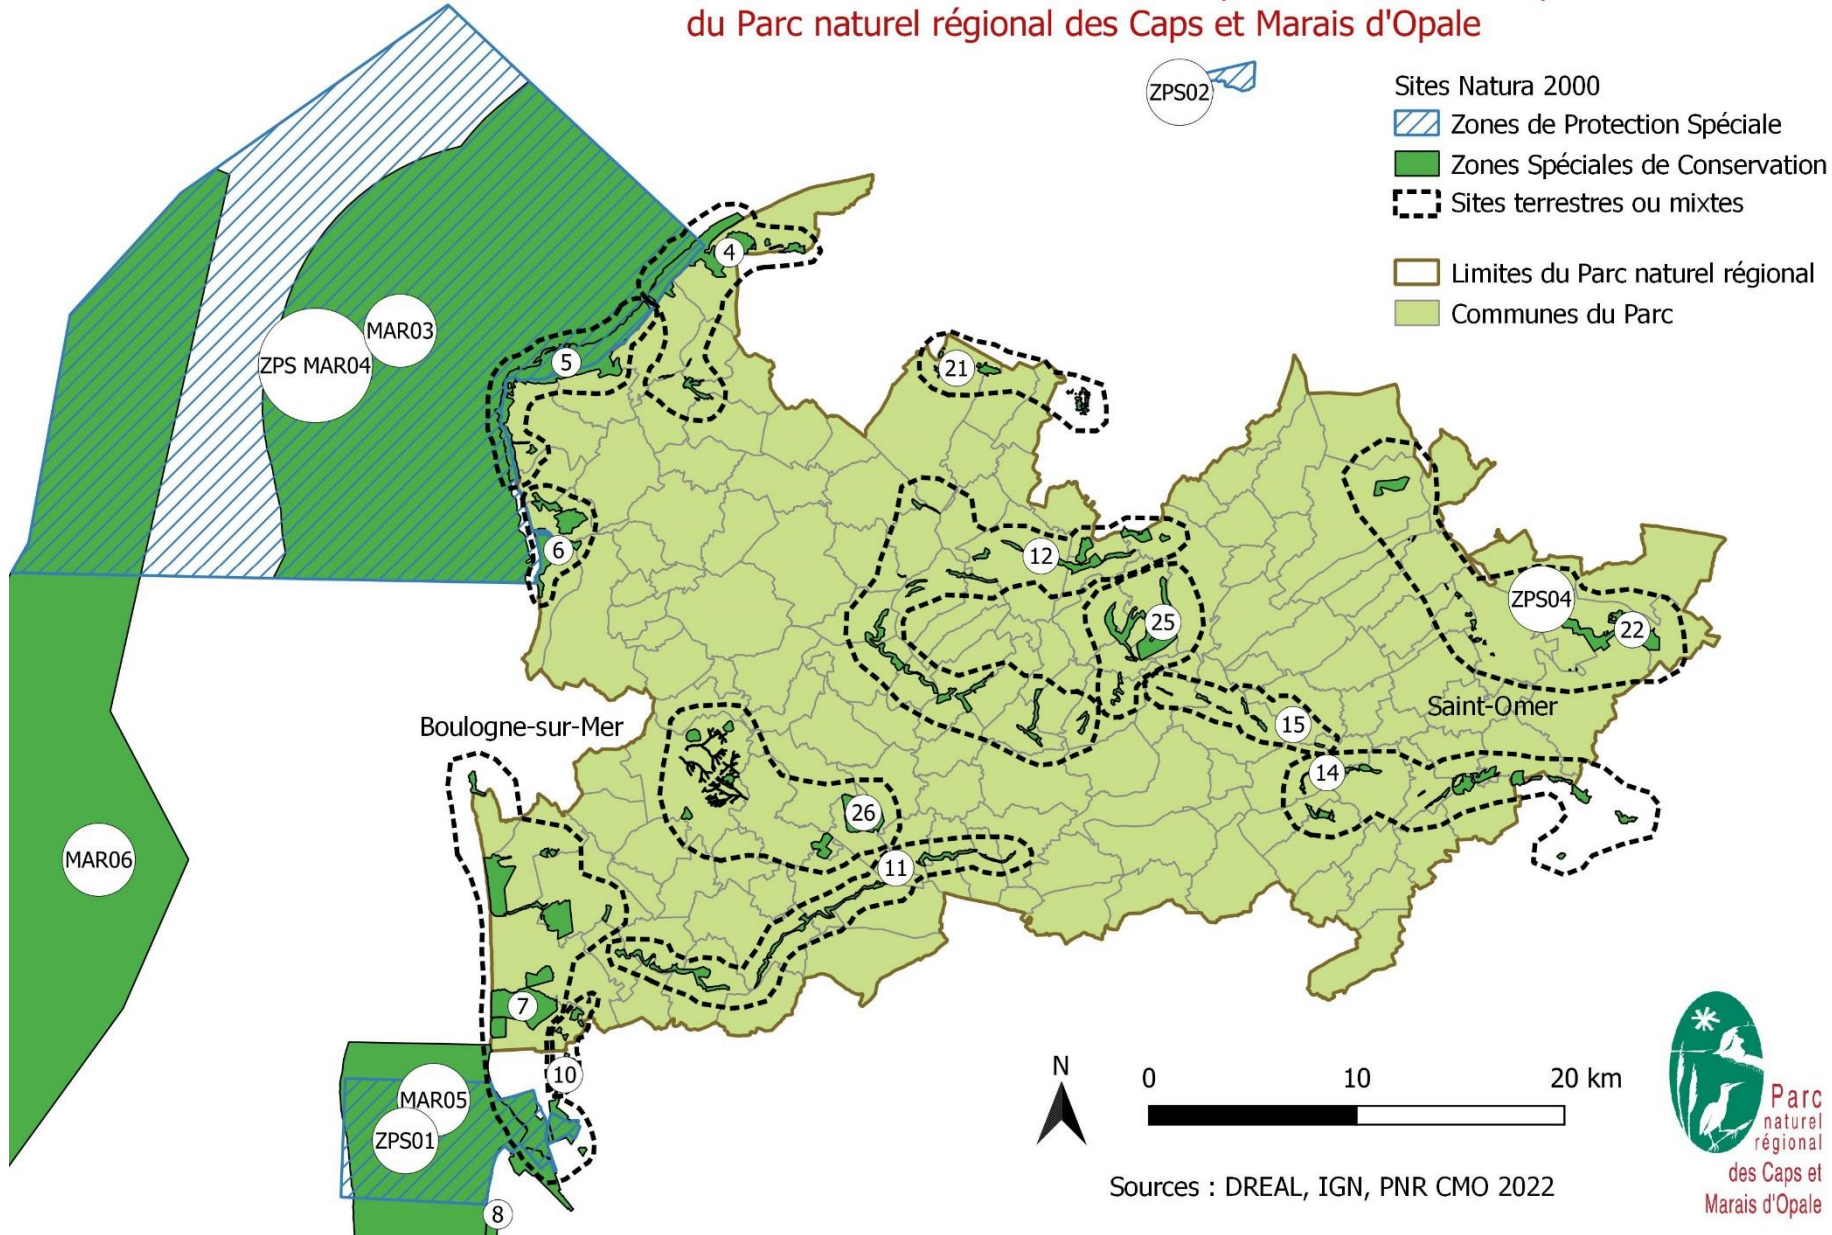 du Parc naturel régional des Caps et Marais d'Opale
ZPS02
Sites Natura 2000
Zones de Protection Spéciale
Zones Spéciales de Conservation
Sites terrestres ou mixtes
Limites du Parc naturel régional
Communes du Parc
4
MAR03
ZPS MAR04
5
21
6
12
ZPS04
25
22
Saint-Omer
Boulogne-sur-Mer
15
14
26
MAR06
11
7
10
MAR05
ZPS01
8
N
0 10 20 km
Sources : DREAL, IGN, PNR CMO 2022
Parc
naturel
régional
des Caps et
Marais d'Opale